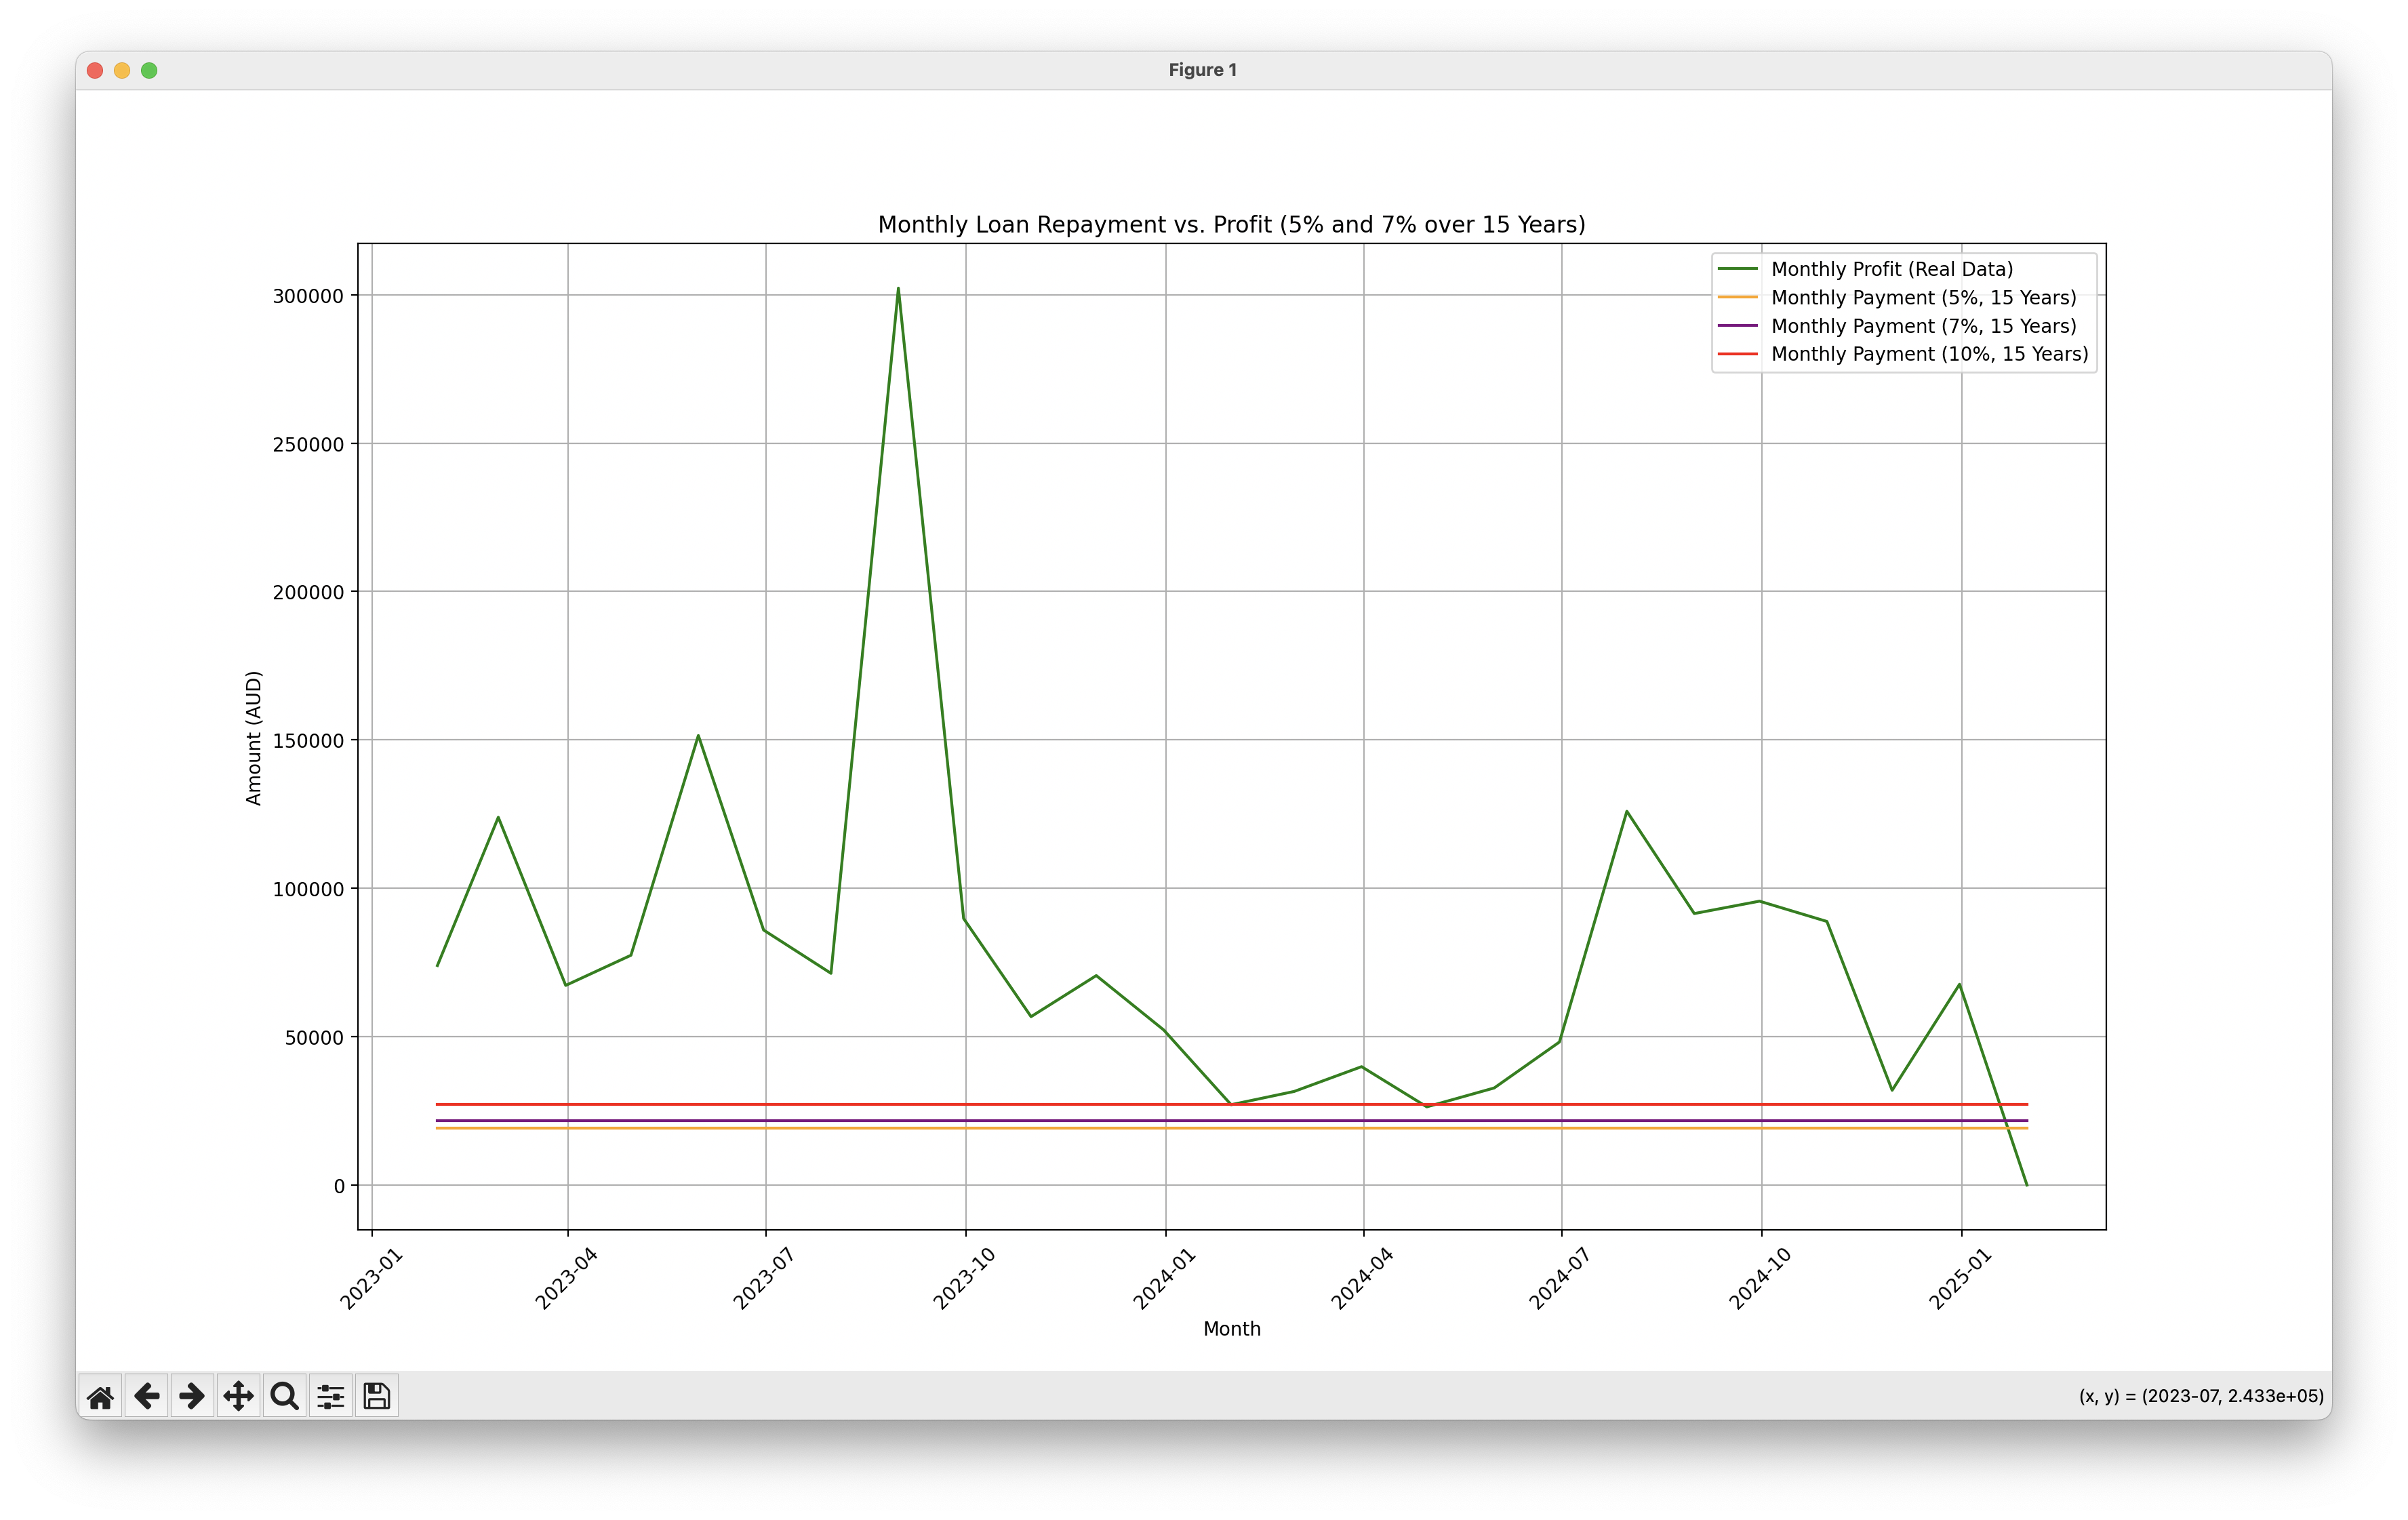 Figure 1
Monthly Loan Repayment vs. Profit (5% and 7% over 15 Years)
Monthly Profit (Real Data)
Monthly Payment (5%, 15 Years)
Monthly Payment (7%, 15 Years)
Monthly Payment (10%, 15 Years)
Amount (AUD)
300000
250000
200000
150000
100000
50000
0
2023-01
2023-04
2023-07
2023-10
2024-01
2024-04
2024-07
2024-10
2025-01
Month
(x, y) = (2023-07, 2.433e+05)